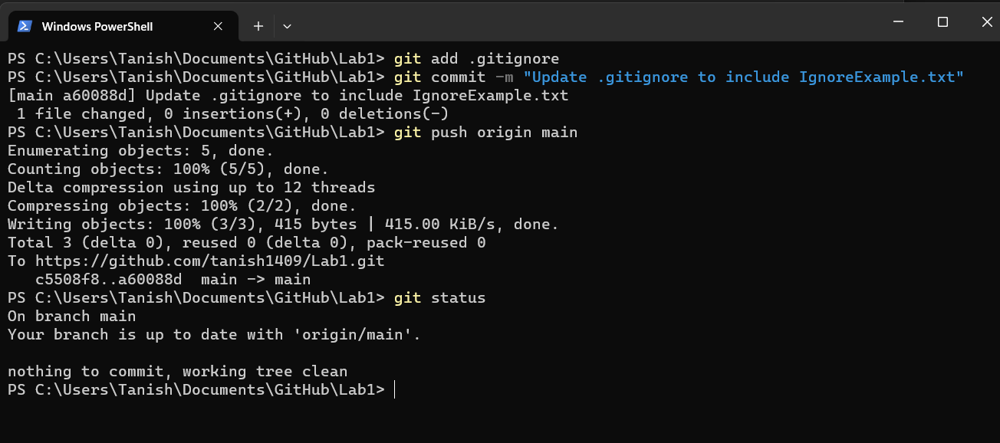 Windows PowerShell
PS C:\Users\Tanish\Documents\GitHub\Lab1> git add .gitignore
PS C:\Users\Tanish\Documents\GitHub\Lab1> git commit -m "Update .gitignore to include IgnoreExample.txt"
[main a60088d] Update .gitignore to include IgnoreExample.txt
 1 file changed, 0 insertions(+), 0 deletions(-)
PS C:\Users\Tanish\Documents\GitHub\Lab1> git push origin main
Enumerating objects: 5, done.
Counting objects: 100% (5/5), done.
Delta compression using up to 12 threads
Compressing objects: 100% (2/2), done.
Writing objects: 100% (3/3), 415 bytes | 415.00 KiB/s, done.
Total 3 (delta 0), reused 0 (delta 0), pack-reused 0
To https://github.com/tanish1409/Lab1.git
   c5508f8..a60088d  main -> main
PS C:\Users\Tanish\Documents\GitHub\Lab1> git status
On branch main
Your branch is up to date with 'origin/main'.

nothing to commit, working tree clean
PS C:\Users\Tanish\Documents\GitHub\Lab1>